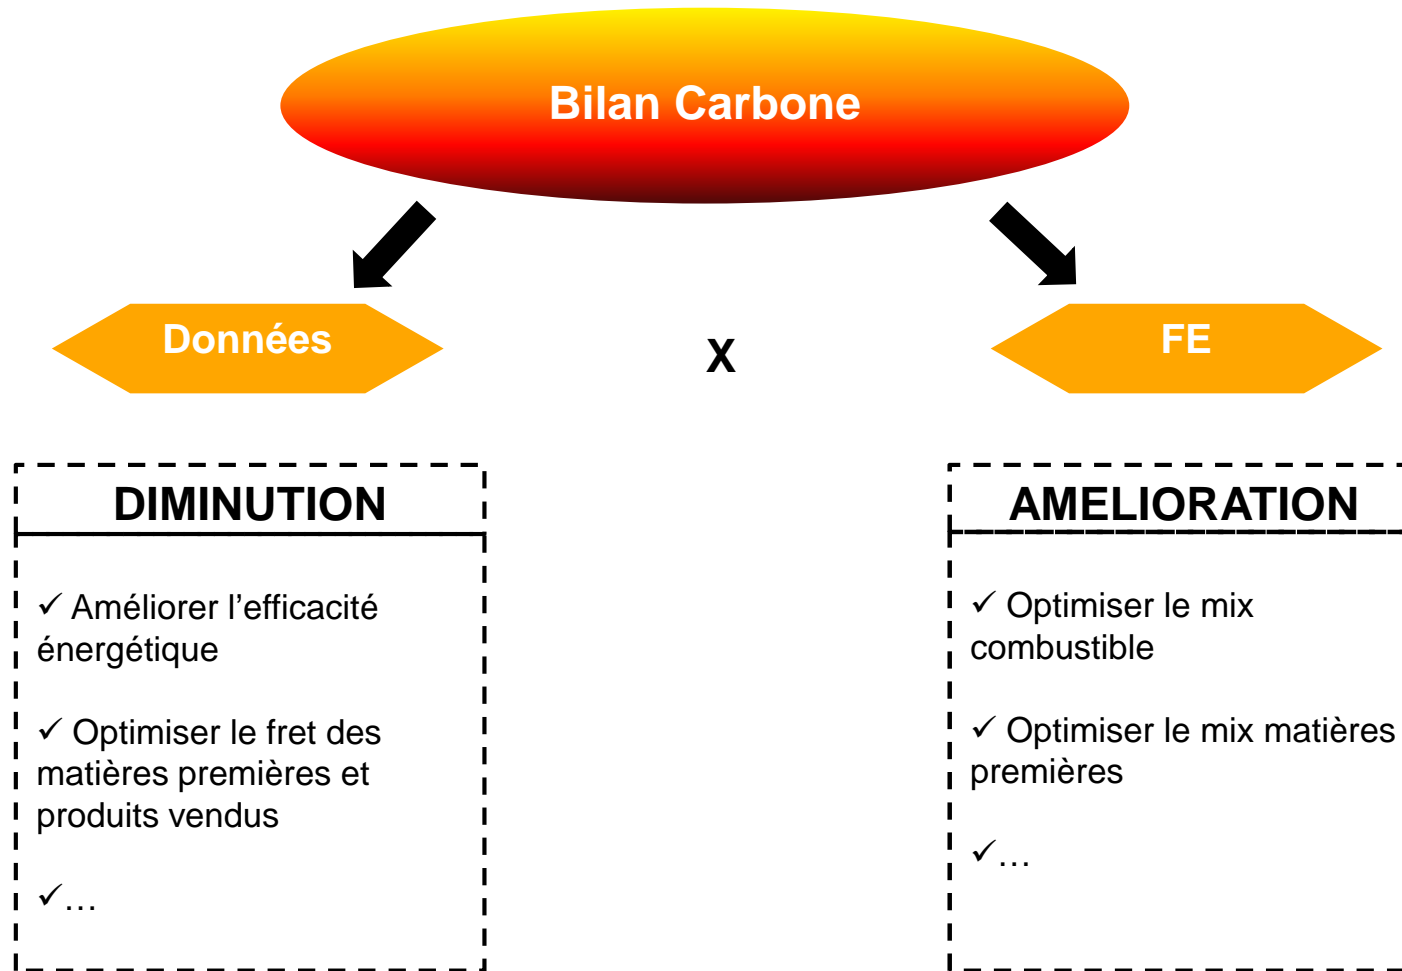 Bilan Carbone
Données
X
FE
DIMINUTION
✓ Améliorer l’efficacité
énergétique
✓ Optimiser le fret des
matières premières et
produits vendus
✓…
AMELIORATION
✓ Optimiser le mix
combustible
✓ Optimiser le mix matières
premières
✓…